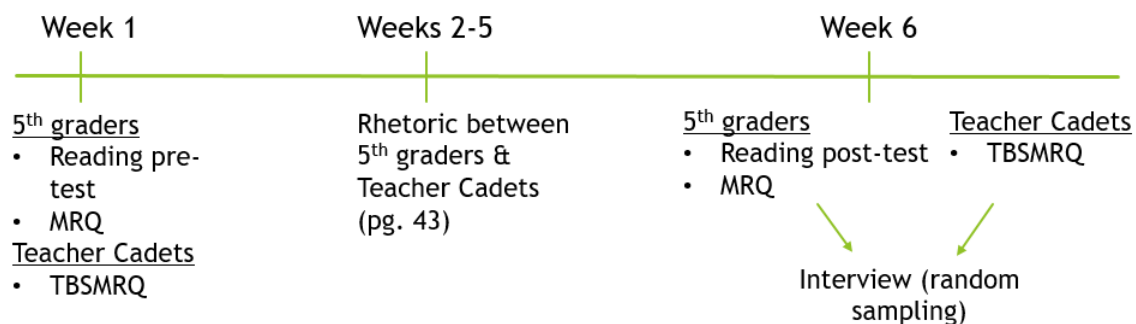 Week 1
Weeks 2-5
Week 6
5th graders
• Reading pre-
test
• MRQ
Teacher Cadets
• TBSMRQ
Rhetoric between
5th graders &
Teacher Cadets
(pg. 43)
5th graders
• Reading post-test
• MRQ
Teacher Cadets
• TBSMRQ
Interview (random
sampling)